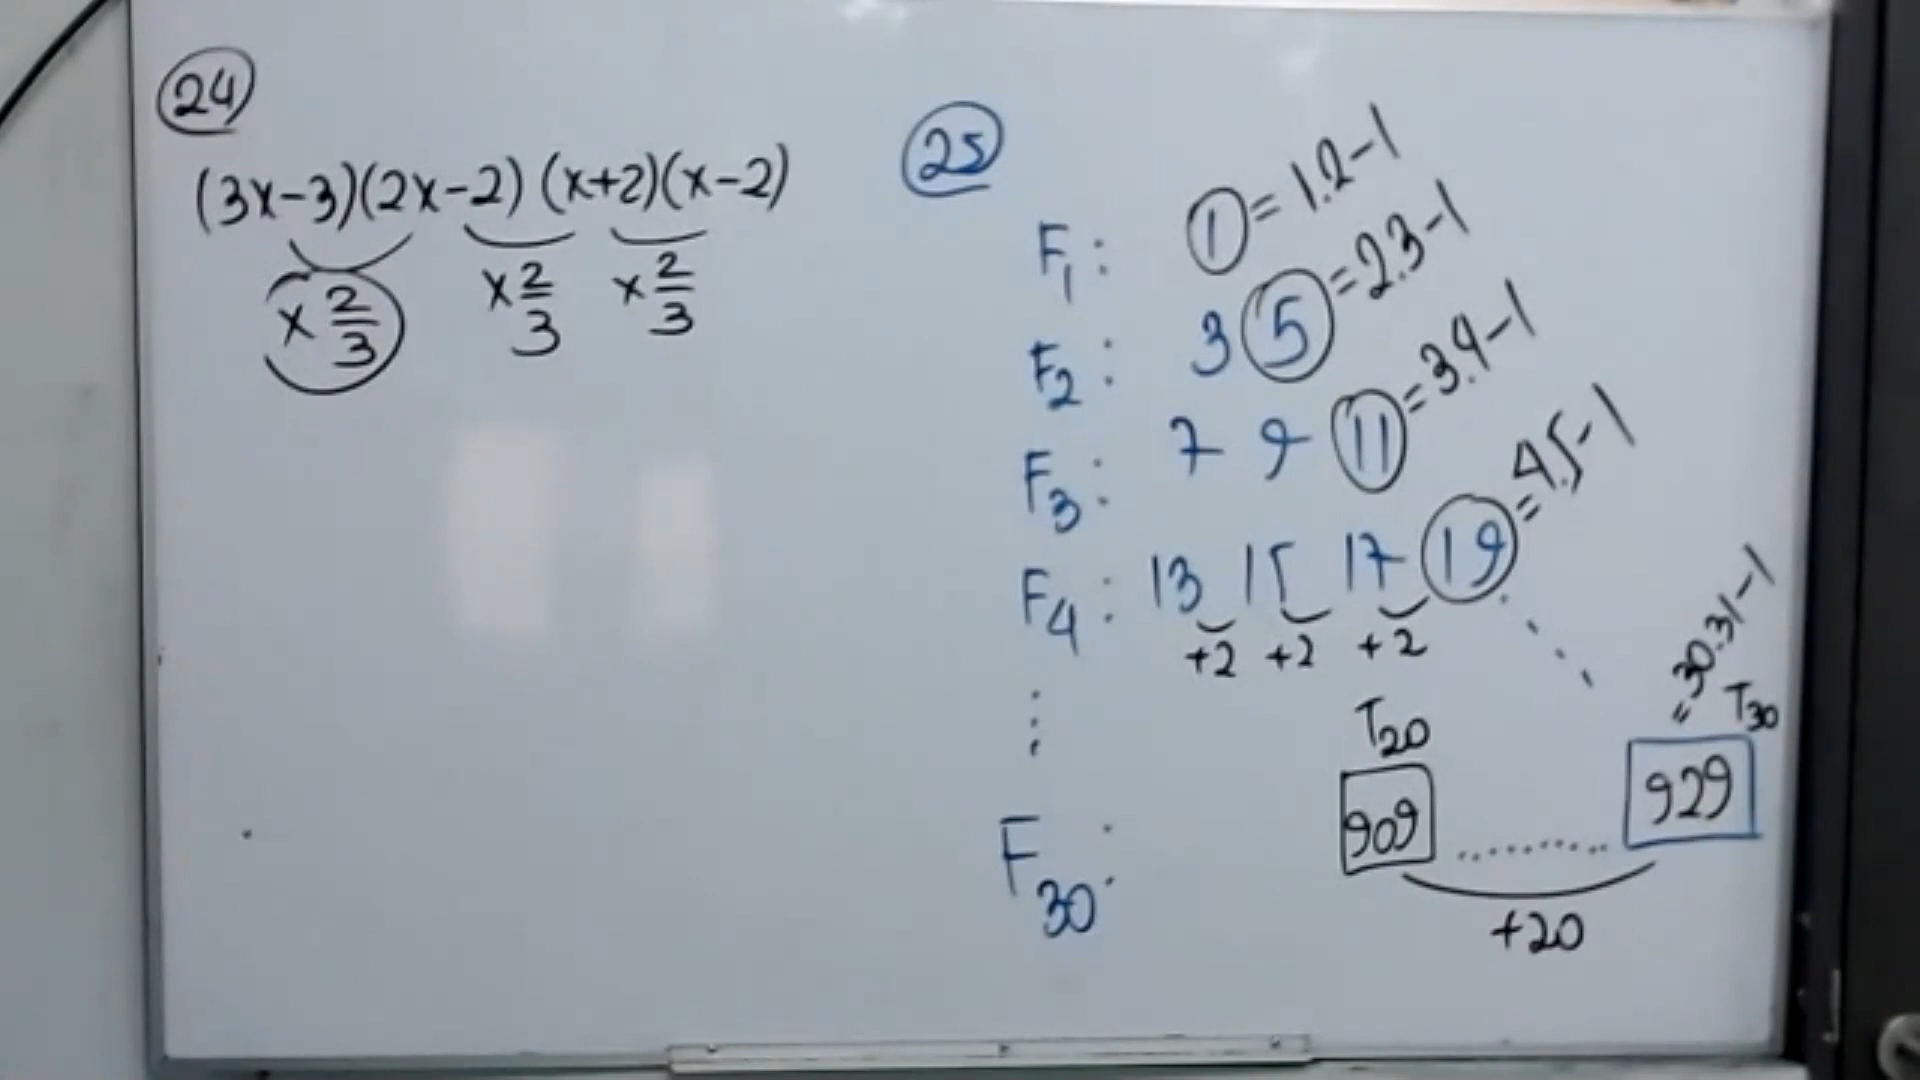 24
(3x-3)(2x-2) (x+2)(x-2)
x 2/3 x 2/3 x 2/3
25
F₁: 1 = 1.2-1
F₂: 3 5 = 2.3-1
F₃: 7 9 11 = 3.4-1
F₄: 13 15 17 19 = 4.5-1
+2 +2 +2
⋮
= 30.31-1
T₂₀ T₃₀
F₃₀: 909 .......... 929
+20